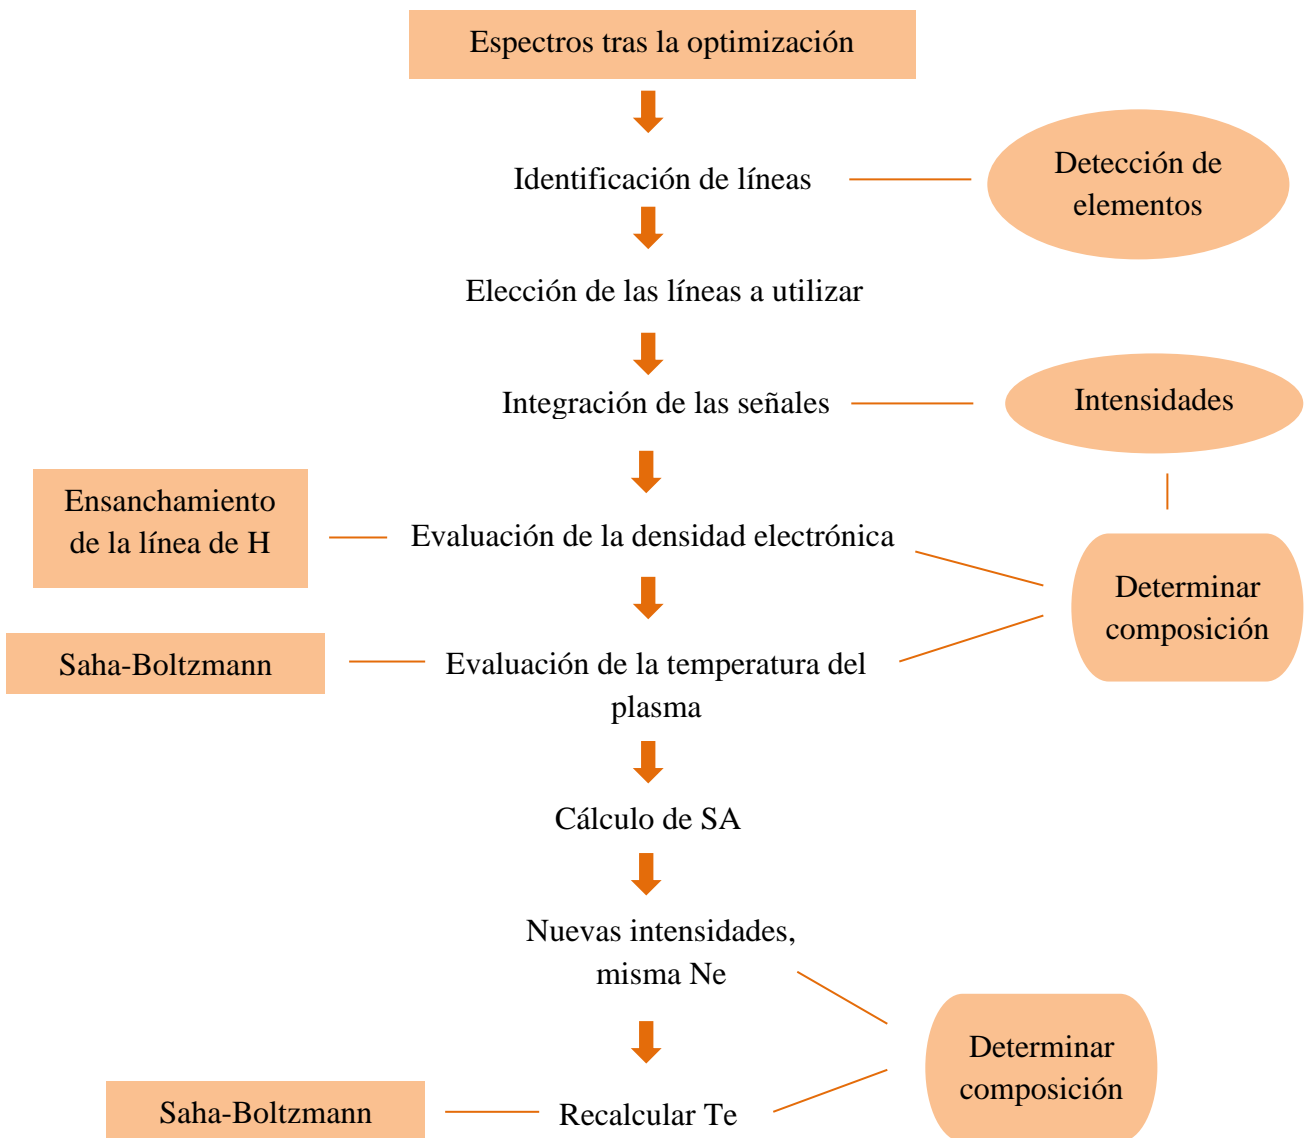 Espectros tras la optimización
Identificación de líneas
Detección de
elementos
Elección de las líneas a utilizar
Integración de las señales
Intensidades
Ensanchamiento
de la línea de H
Evaluación de la densidad electrónica
Determinar
composición
Saha-Boltzmann
Evaluación de la temperatura del
plasma
Cálculo de SA
Nuevas intensidades,
misma Ne
Determinar
composición
Saha-Boltzmann
Recalcular Te